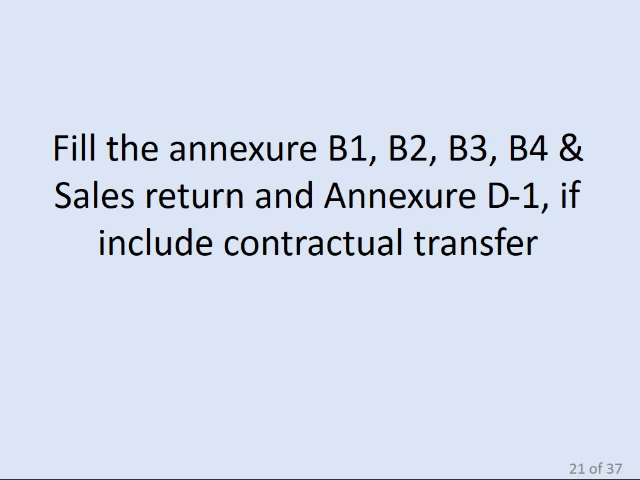 Fill the annexure B1, B2, B3, B4 &
Sales return and Annexure D-1, if
include contractual transfer
21 of 37